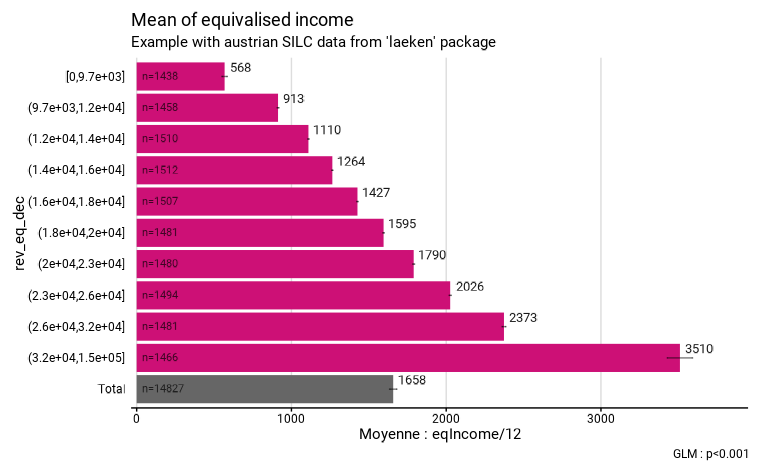 Mean of equivalised income
Example with austrian SILC data from 'laeken' package
rev_eq_dec
[0,9.7e+03] n=1438 568
(9.7e+03,1.2e+04] n=1458 913
(1.2e+04,1.4e+04] n=1510 1110
(1.4e+04,1.6e+04] n=1512 1264
(1.6e+04,1.8e+04] n=1507 1427
(1.8e+04,2e+04] n=1481 1595
(2e+04,2.3e+04] n=1480 1790
(2.3e+04,2.6e+04] n=1494 2026
(2.6e+04,3.2e+04] n=1481 2373
(3.2e+04,1.5e+05] n=1466 3510
Total n=14827 1658
0 1000 2000 3000
Moyenne : eqIncome/12
GLM : p<0.001